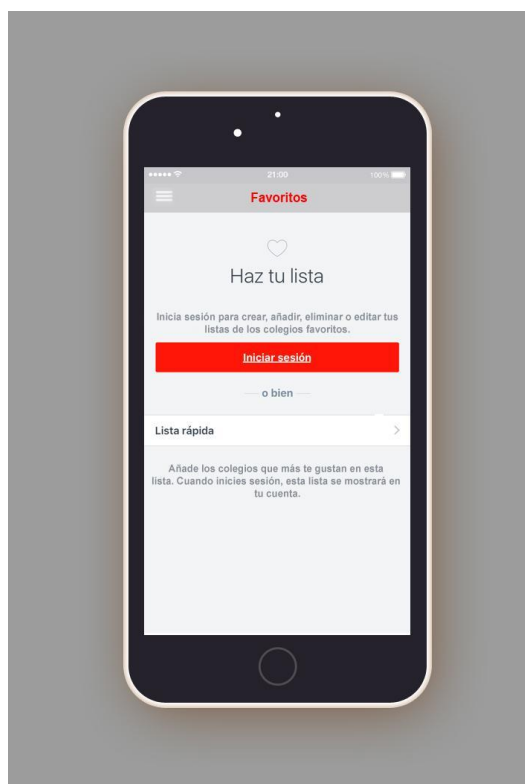 21:00
100%
Favoritos
Haz tu lista
Inicia sesión para crear, añadir, eliminar o editar tus
listas de los colegios favoritos.
Iniciar sesión
o bien
Lista rápida
Añade los colegios que más te gustan en esta
lista. Cuando inicies sesión, esta lista se mostrará en
tu cuenta.